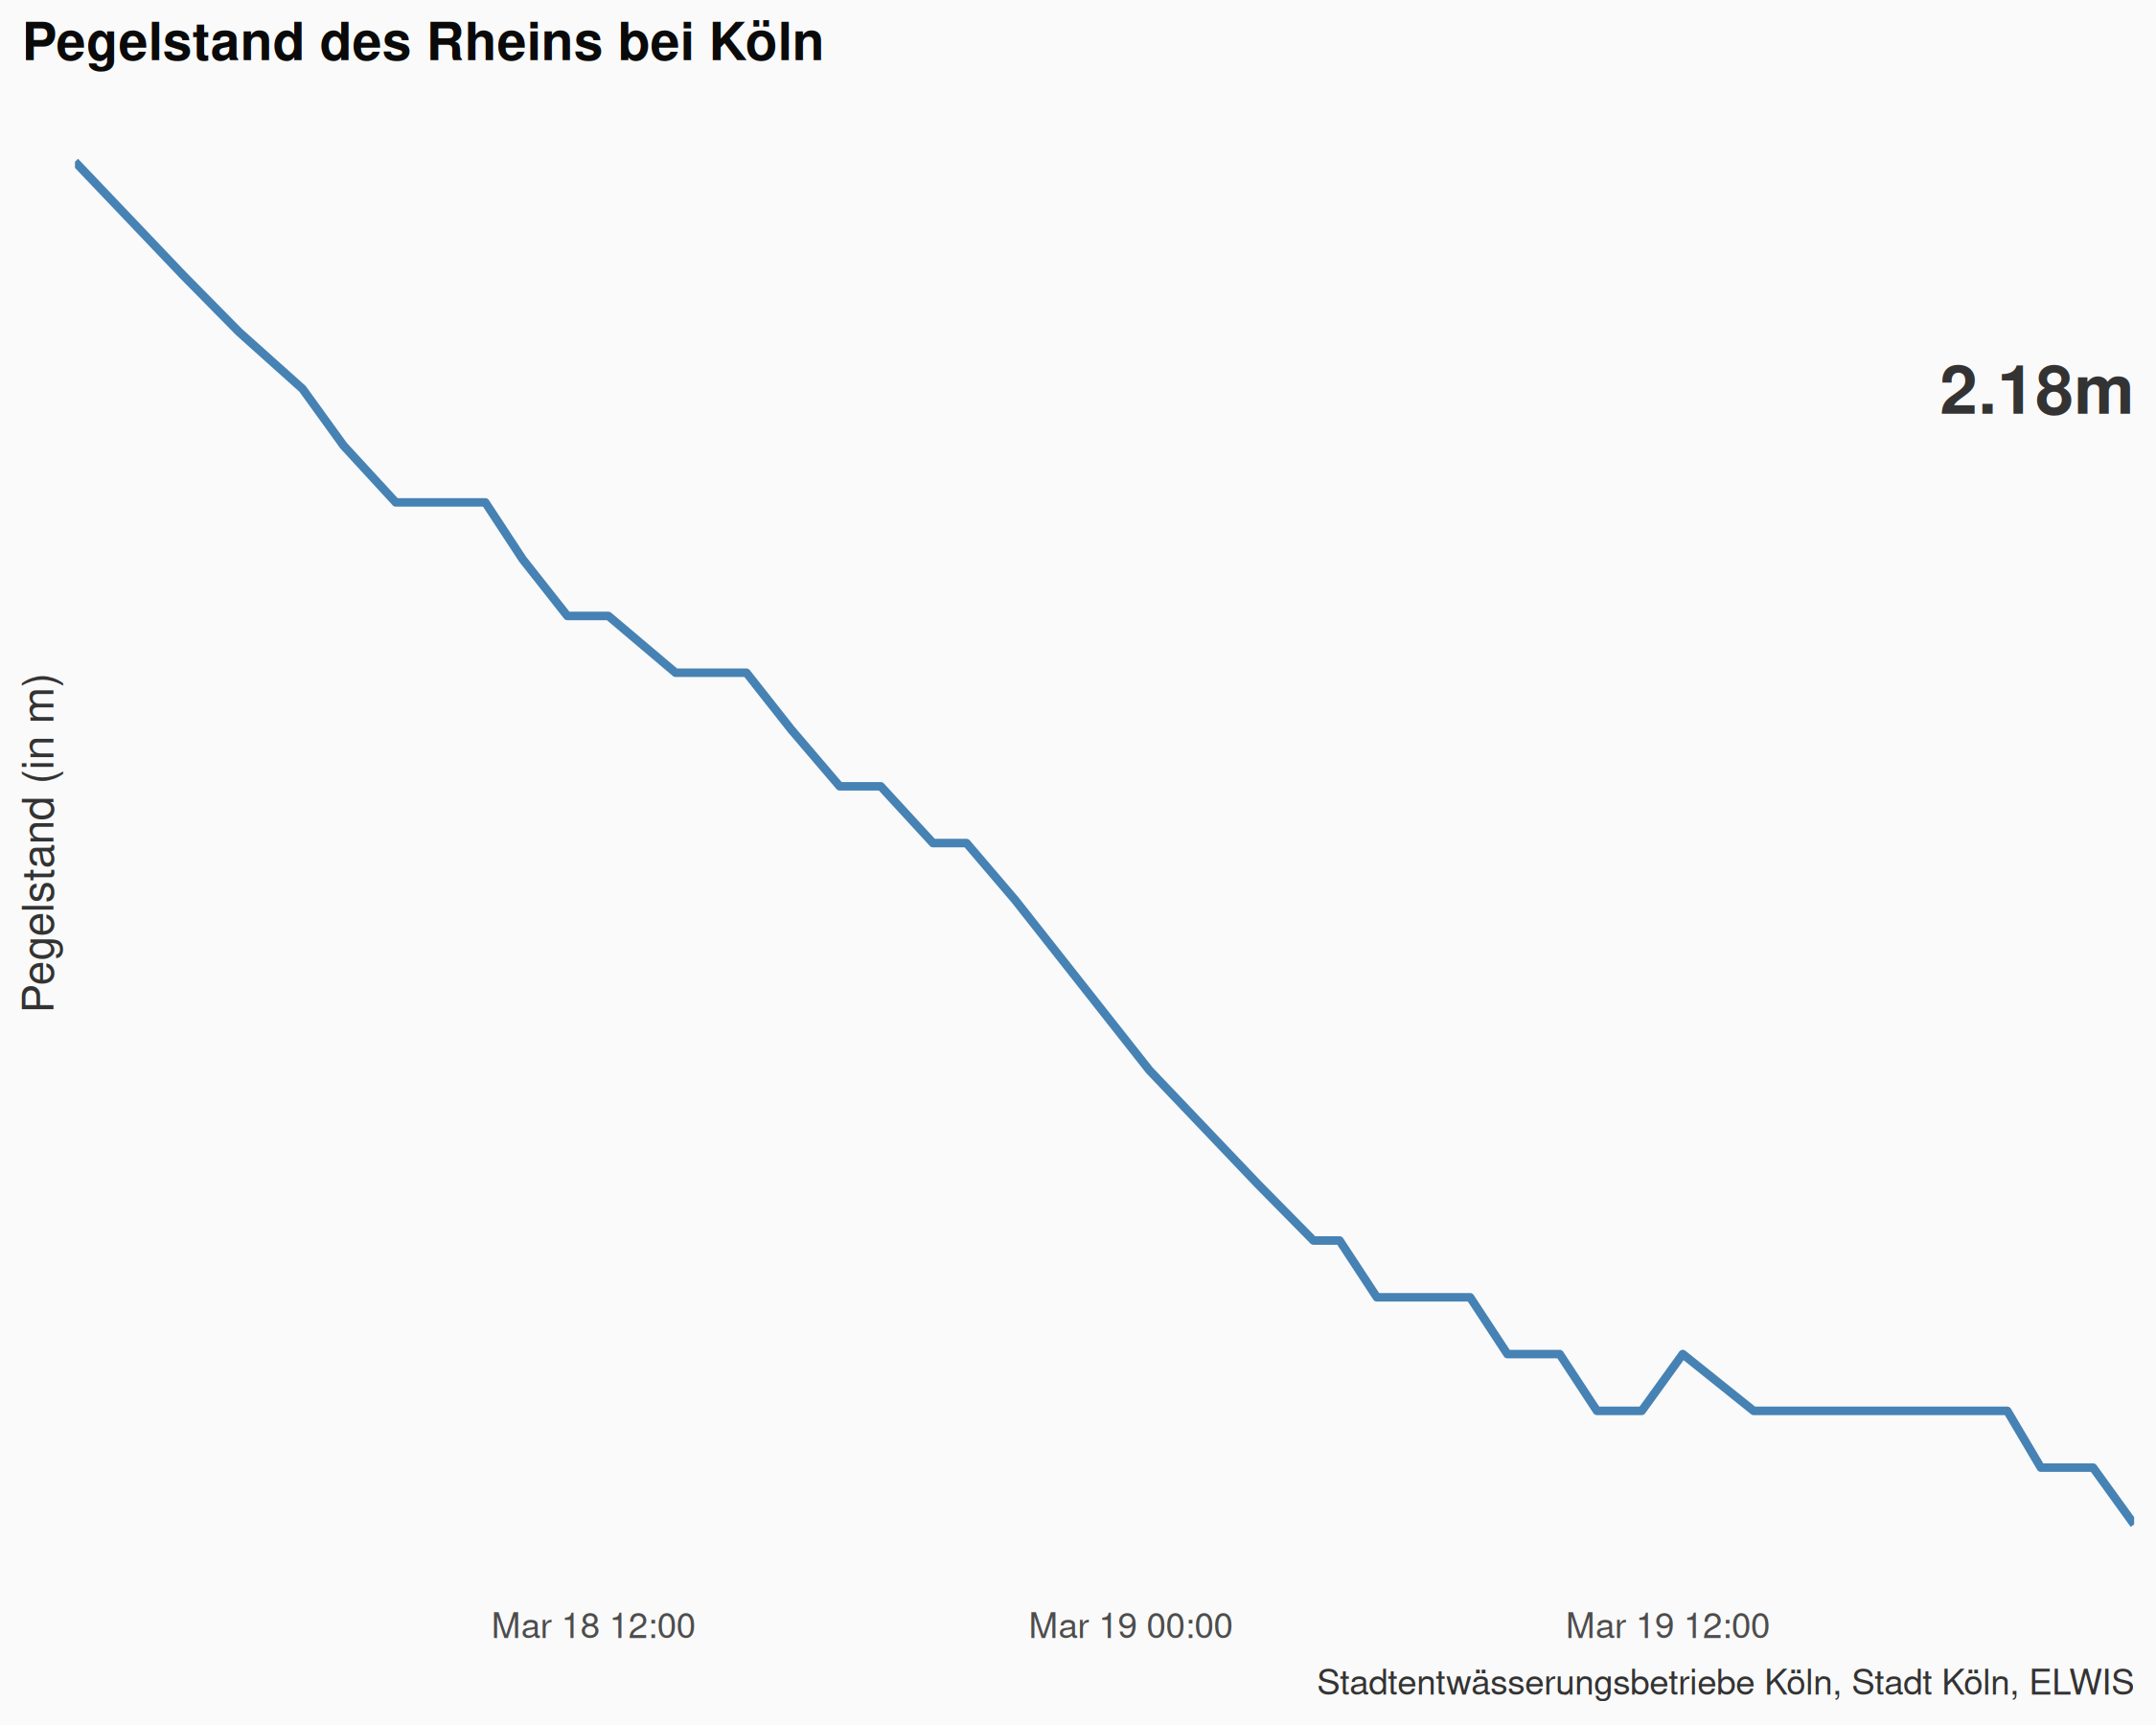 Pegelstand des Rheins bei Köln
2.18m
Pegelstand (in m)
Mar 18 12:00
Mar 19 00:00
Mar 19 12:00
Stadtentwässerungsbetriebe Köln, Stadt Köln, ELWIS